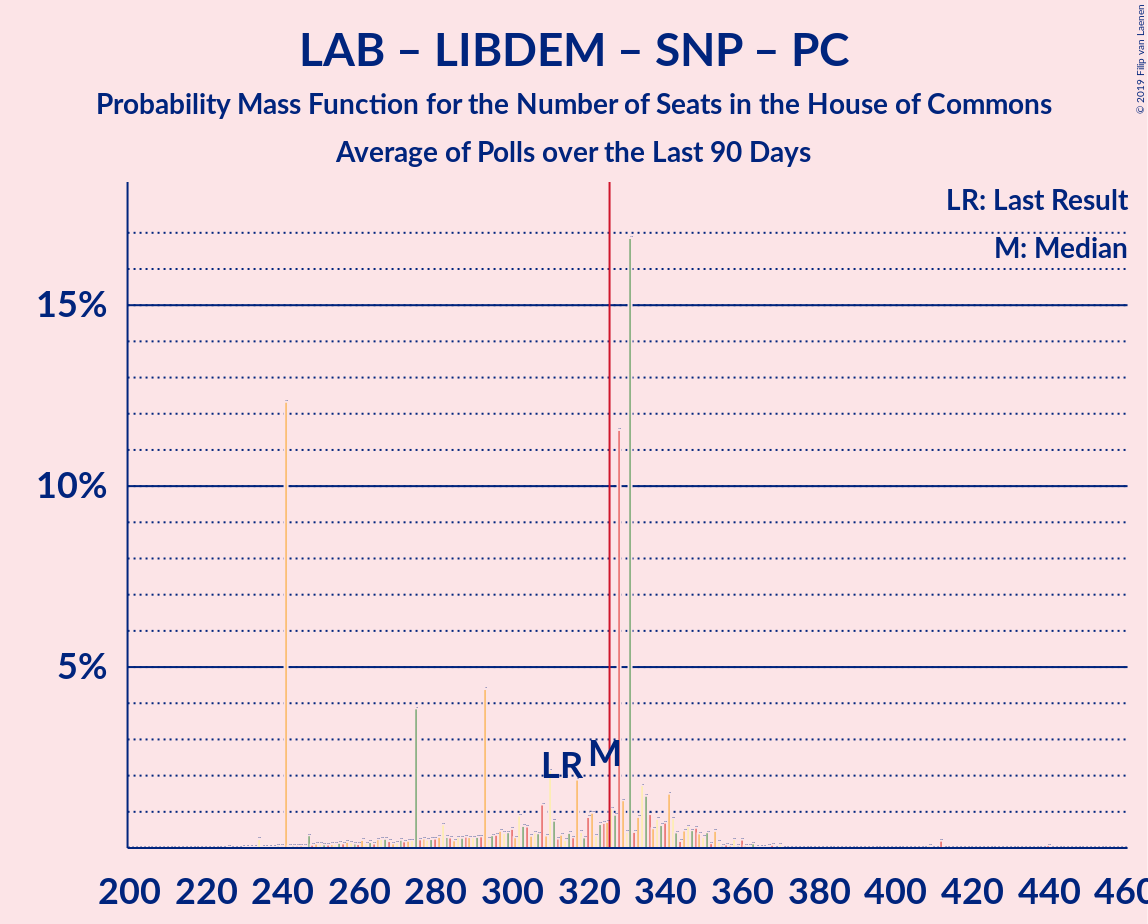 © 2019 Filip van Laenen
LAB – LIBDEM – SNP – PC
Probability Mass Function for the Number of Seats in the House of Commons
Average of Polls over the Last 90 Days
LR: Last Result
M: Median
15%
10%
5%
LR M
200 220 240 260 280 300 320 340 360 380 400 420 440 460